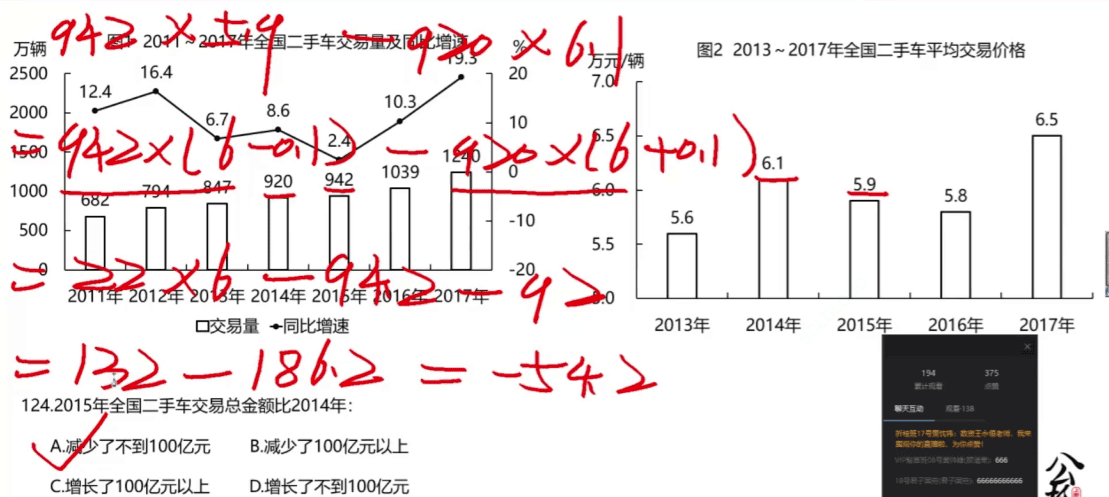 942 × 5.9 - 920 × 6.1
图1 2011～2017年全国二手车交易量及同比增速
图2 2013～2017年全国二手车平均交易价格
万辆
%
2500
2000
1500
1000
500
0
20
10
0
-10
-20
12.4
16.4
6.7
8.6
2.4
10.3
19.3
682
794
847
920
942
1039
1240
2011年 2012年 2013年 2014年 2015年 2016年 2017年
交易量 同比增速
万元/辆
7.0
6.5
6.0
5.5
5.0
5.6
6.1
5.9
5.8
6.5
2013年 2014年 2015年 2016年 2017年
= 942×(6-0.1) - 920×(6+0.1)
= 22×6 - 94.2 - 92
= 132 - 186.2 = -54.2
124.2015年全国二手车交易总金额比2014年：
A.减少了不到100亿元 B.减少了100亿元以上
C.增长了100亿元以上 D.增长了不到100亿元
194 375
累计观看 点赞
聊天互动 观看·138
666
66666666666